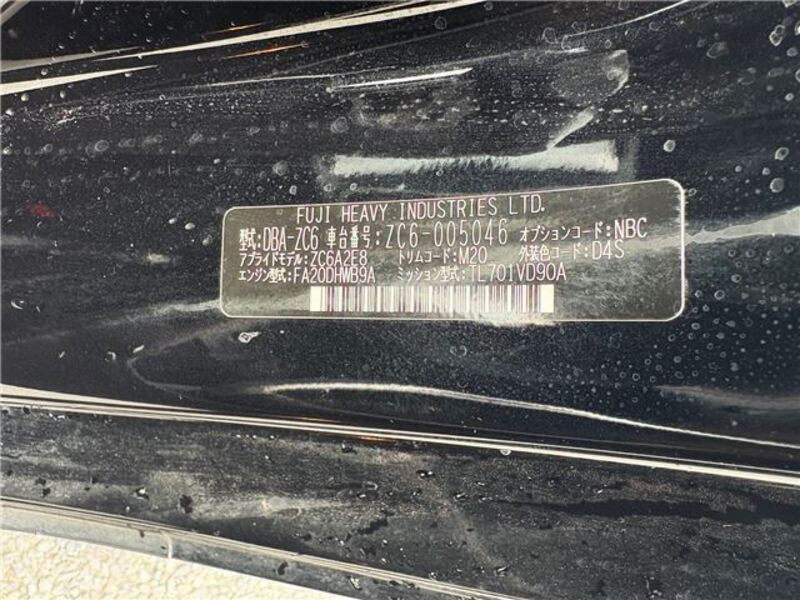 FUJI HEAVY INDUSTRIES LTD.
型式:DBA-ZC6 車台番号:ZC6-005046 オプションコード:NBC
アプライドモデル:ZC6A2E8 トリムコード:M20 外装色コード:D4S
エンジン型式:FA20DHWB9A ミッション型式:TL701VD90A